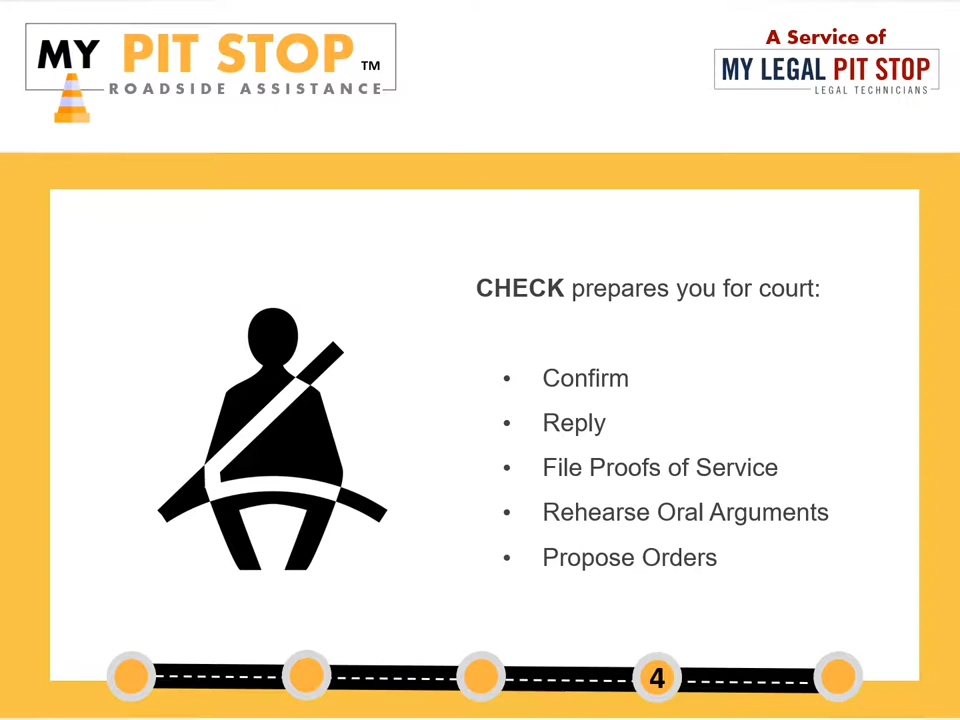 MY PIT STOP™
ROADSIDE ASSISTANCE
A Service of
MY LEGAL PIT STOP
LEGAL TECHNICIANS
CHECK prepares you for court:
• Confirm
• Reply
• File Proofs of Service
• Rehearse Oral Arguments
• Propose Orders
4